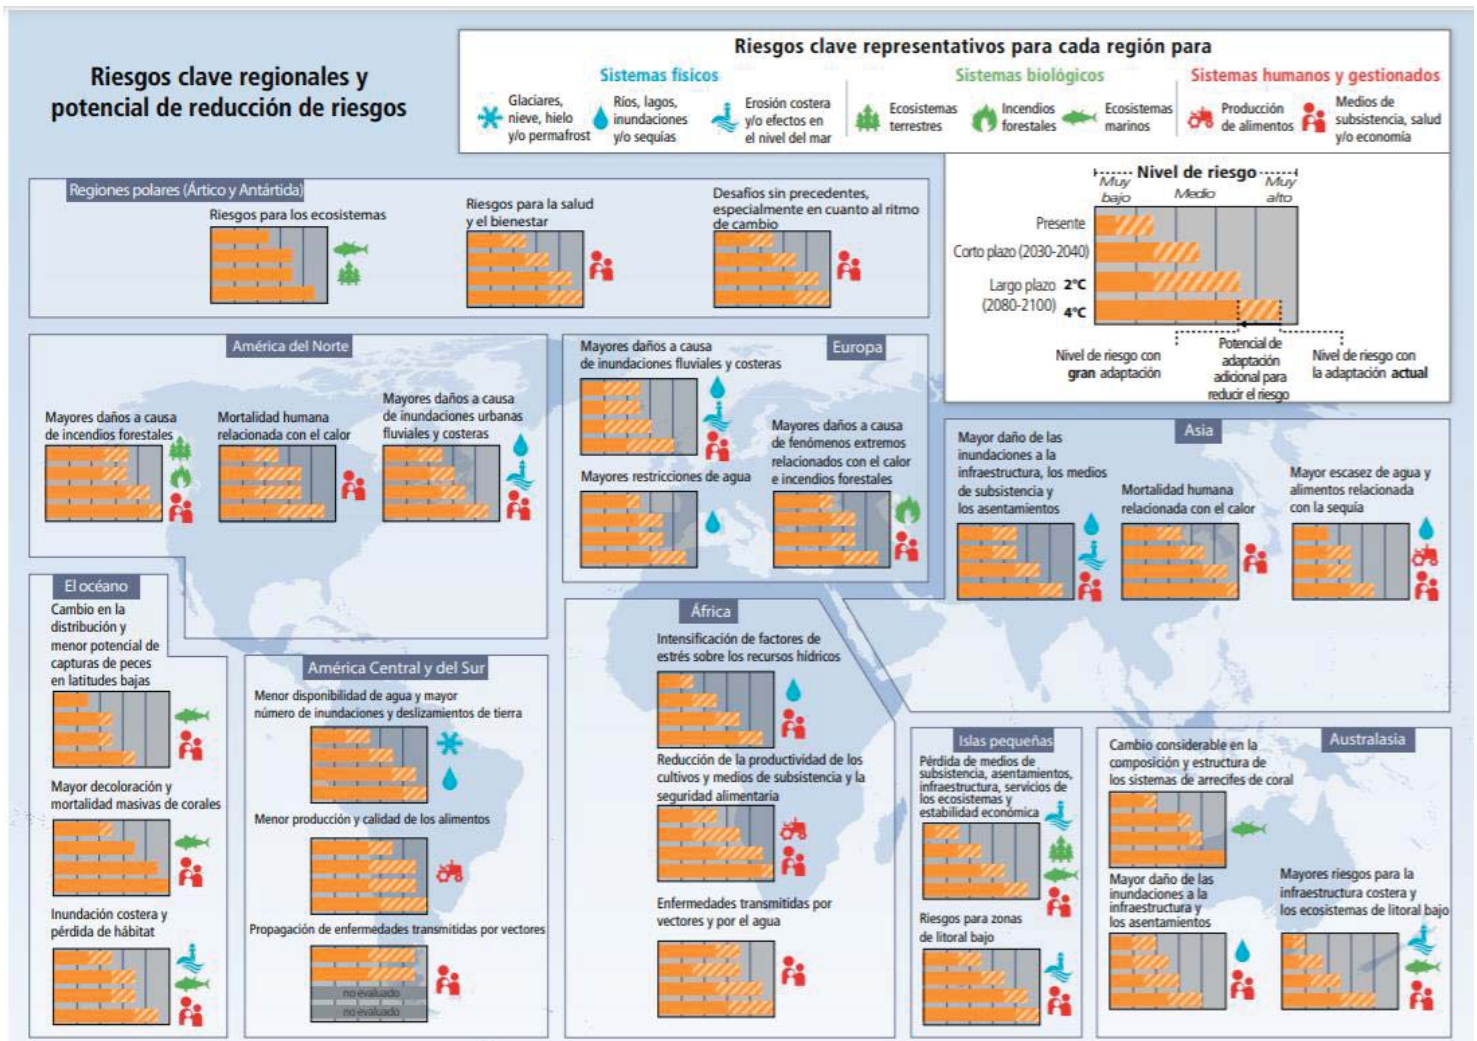 Riesgos clave regionales y
potencial de reducción de riesgos
Riesgos clave representativos para cada región para
Sistemas físicos
Glaciares,
nieve, hielo
y/o permafrost
Ríos, lagos,
inundaciones
y/o sequías
Erosión costera
y/o efectos en
el nivel del mar
Sistemas biológicos
Ecosistemas
terrestres
Incendios
forestales
Ecosistemas
marinos
Sistemas humanos y gestionados
Producción
de alimentos
Medios de
subsistencia, salud
y/o economía
Nivel de riesgo
Muy
bajo
Medio
Muy
alto
Presente
Corto plazo (2030-2040)
Largo plazo
(2080-2100)
2°C
4°C
Nivel de riesgo con
gran adaptación
Potencial de
adaptación
adicional para
reducir el riesgo
Nivel de riesgo con
la adaptación actual
Regiones polares (Ártico y Antártida)
Riesgos para los ecosistemas
Riesgos para la salud
y el bienestar
Desafíos sin precedentes,
especialmente en cuanto al ritmo
de cambio
América del Norte
Mayores daños a causa
de incendios forestales
Mortalidad humana
relacionada con el calor
Mayores daños a causa
de inundaciones urbanas
fluviales y costeras
Europa
Mayores daños a causa
de inundaciones fluviales y costeras
Mayores restricciones de agua
Mayores daños a causa
de fenómenos extremos
relacionados con el calor
e incendios forestales
Asia
Mayor daño de las
inundaciones a la
infraestructura, los medios
de subsistencia y
los asentamientos
Mortalidad humana
relacionada con el calor
Mayor escasez de agua y
alimentos relacionada
con la sequía
El océano
Cambio en la
distribución y
menor potencial de
capturas de peces
en latitudes bajas
Mayor decoloración y
mortalidad masivas de corales
Inundación costera y
pérdida de hábitat
América Central y del Sur
Menor disponibilidad de agua y mayor
número de inundaciones y deslizamientos de tierra
Menor producción y calidad de los alimentos
Propagación de enfermedades transmitidas por vectores
no evaluado
no evaluado
África
Intensificación de factores de
estrés sobre los recursos hídricos
Reducción de la productividad de los
cultivos y medios de subsistencia y la
seguridad alimentaria
Enfermedades transmitidas por
vectores y por el agua
Islas pequeñas
Pérdida de medios de
subsistencia, asentamientos,
infraestructura, servicios de
los ecosistemas y
estabilidad económica
Riesgos para zonas
de litoral bajo
Australasia
Cambio considerable en la
composición y estructura de
los sistemas de arrecifes de coral
Mayor daño de las
inundaciones a la
infraestructura y
los asentamientos
Mayores riesgos para la
infraestructura costera y
los ecosistemas de litoral bajo